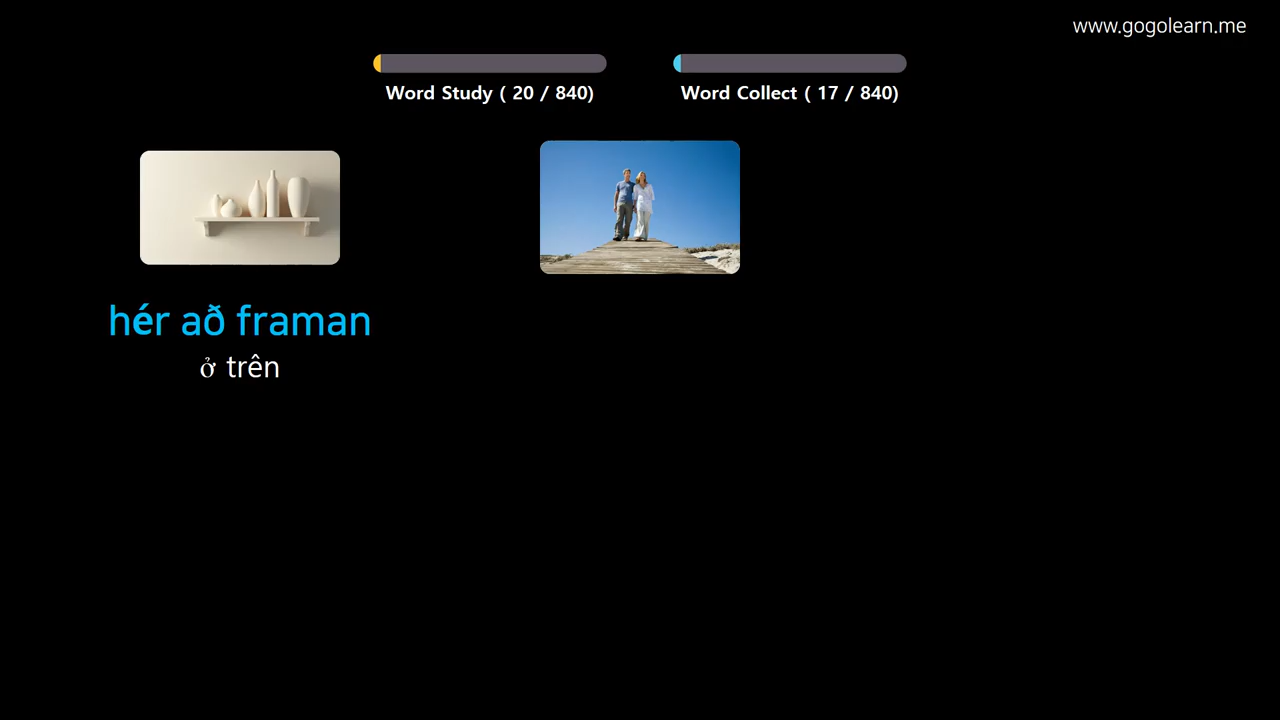 www.gogolearn.me
Word Study ( 20 / 840)
Word Collect ( 17 / 840)
hér að framan
ở trên